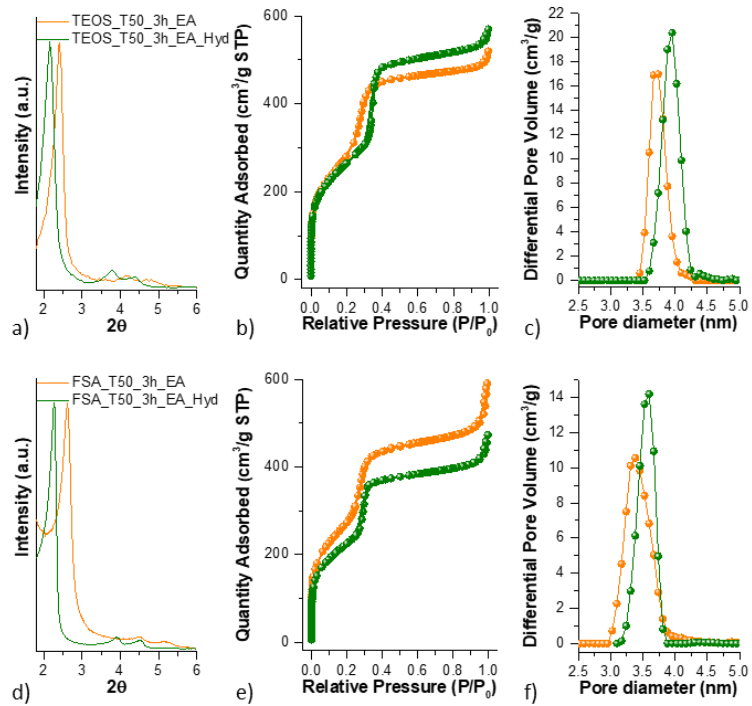 TEOS_T50_3h_EA
TEOS_T50_3h_EA_Hyd
Intensity (a.u.)
2 3 4 5 6
2θ
a)
Quantity Adsorbed (cm³/g STP)
600
400
200
0
0.0 0.2 0.4 0.6 0.8 1.0
Relative Pressure (P/P₀)
b)
Differential Pore Volume (cm³/g)
22
20
18
16
14
12
10
8
6
4
2
0
2.5 3.0 3.5 4.0 4.5 5.0
Pore diameter (nm)
c)
FSA_T50_3h_EA
FSA_T50_3h_EA_Hyd
Intensity (a.u.)
2 3 4 5 6
2θ
d)
Quantity Adsorbed (cm³/g STP)
600
400
200
0
0.0 0.2 0.4 0.6 0.8 1.0
Relative Pressure (P/P₀)
e)
Differential Pore Volume (cm³/g)
14
12
10
8
6
4
2
0
2.5 3.0 3.5 4.0 4.5 5.0
Pore diameter (nm)
f)